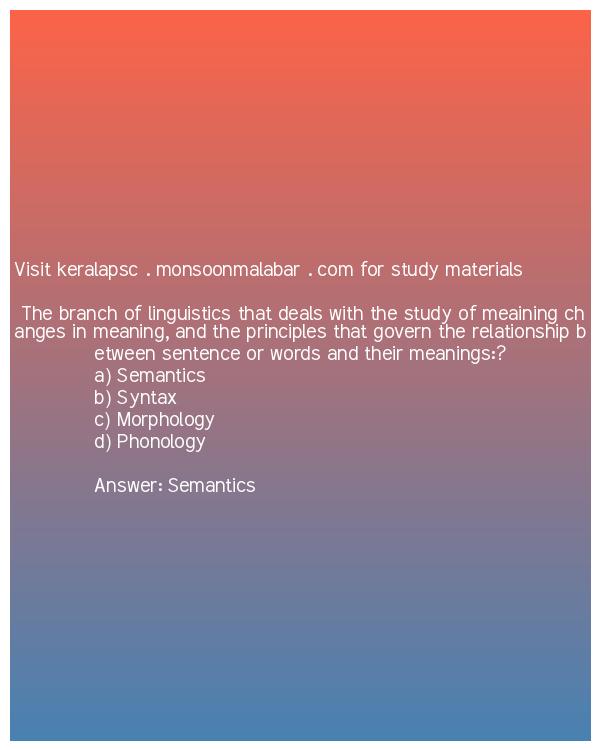 Visit keralapsc . monsoonmalabar . com for study materials
The branch of linguistics that deals with the study of meaining ch
anges in meaning, and the principles that govern the relationship b
etween sentence or words and their meanings:?
a) Semantics
b) Syntax
c) Morphology
d) Phonology
Answer: Semantics